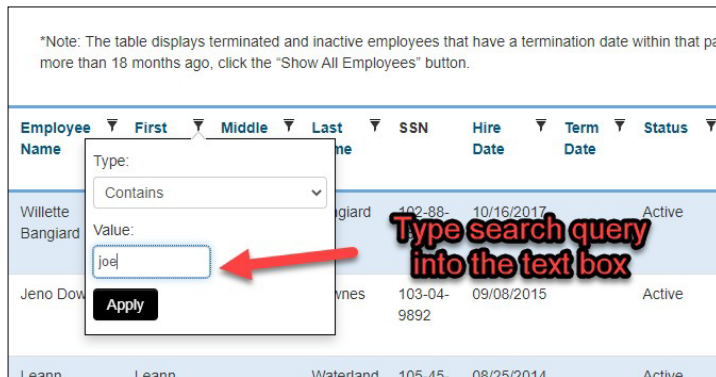 *Note: The table displays terminated and inactive employees that have a termination date within that
more than 18 months ago, click the “Show All Employees” button.
Employee Name First Middle Last SSN Hire Date Term Date Status
Type:
Contains
Willette Bangiard 10/16/2017 Active
Value:
joe
Type search query
into the text box
Apply
Jeno 103-04-9892 09/08/2015 Active
Leann Leann Waterland 105-45- 08/25/2014 Active